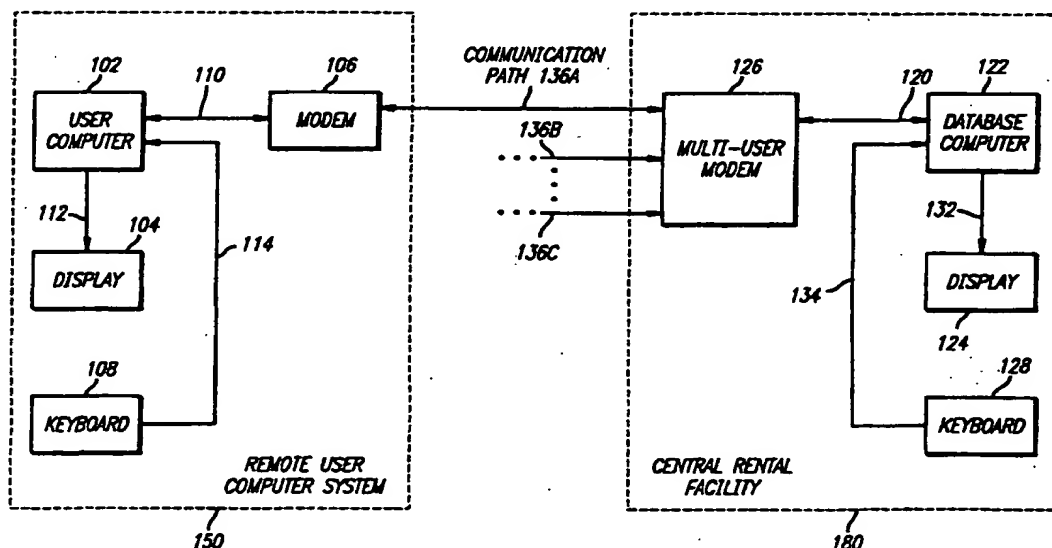 102
110
106
USER
COMPUTER
MODEM
112
104
DISPLAY
114
108
KEYBOARD
REMOTE USER
COMPUTER SYSTEM
150
COMMUNICATION
PATH 136A
136B
136C
126
MULTI-USER
MODEM
120
122
DATABASE
COMPUTER
132
134
DISPLAY
124
128
KEYBOARD
CENTRAL RENTAL
FACILITY
180